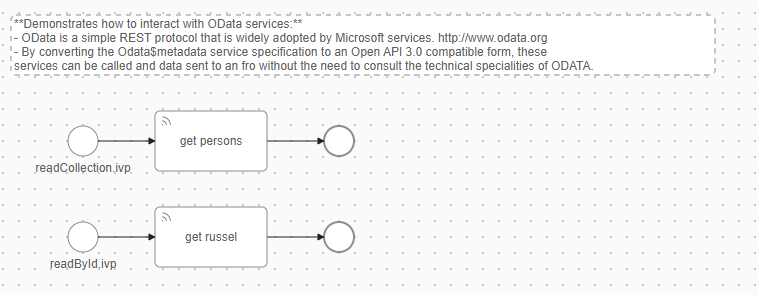 **Demonstrates how to interact with OData services:**
- OData is a simple REST protocol that is widely adopted by Microsoft services. http://www.odata.org
- By converting the Odata$metadata service specification to an Open API 3.0 compatible form, these
services can be called and data sent to an fro without the need to consult the technical specialities of ODATA.
get persons
readCollection.ivp
get russel
readById.ivp